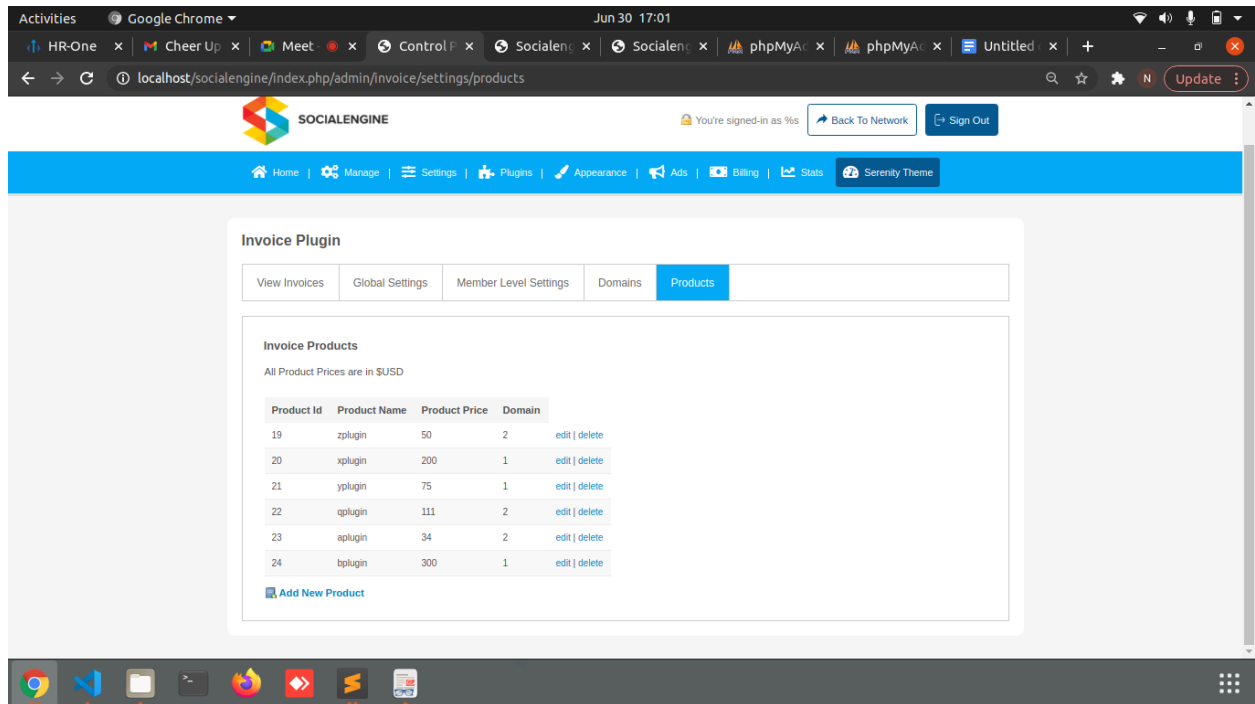 Activities Google Chrome ▾ Jun 30 17:01
HR-One Cheer Up Meet - Control P Socialeng Socialeng phpMyAd phpMyAd Untitled d
localhost/socialengine/index.php/admin/invoice/settings/products N Update
SOCIALENGINE You're signed-in as %s Back To Network Sign Out
Home | Manage | Settings | Plugins | Appearance | Ads | Billing | Stats Serenity Theme
Invoice Plugin
View Invoices Global Settings Member Level Settings Domains Products
Invoice Products
All Product Prices are in $USD
Product Id Product Name Product Price Domain
19 zplugin 50 2 edit | delete
20 xplugin 200 1 edit | delete
21 yplugin 75 1 edit | delete
22 qplugin 111 2 edit | delete
23 aplugin 34 2 edit | delete
24 bplugin 300 1 edit | delete
Add New Product